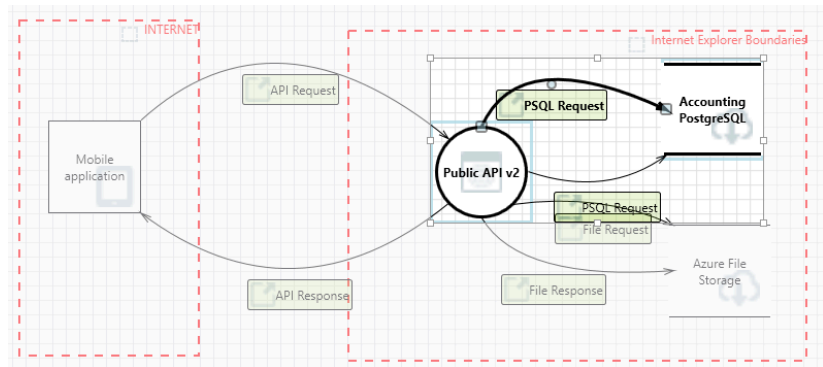 INTERNET
Internet Explorer Boundaries
API Request
PSQL Request
Accounting
PostgreSQL
Mobile
application
Public API v2
PSQL Request
File Request
Azure File
Storage
API Response
File Response